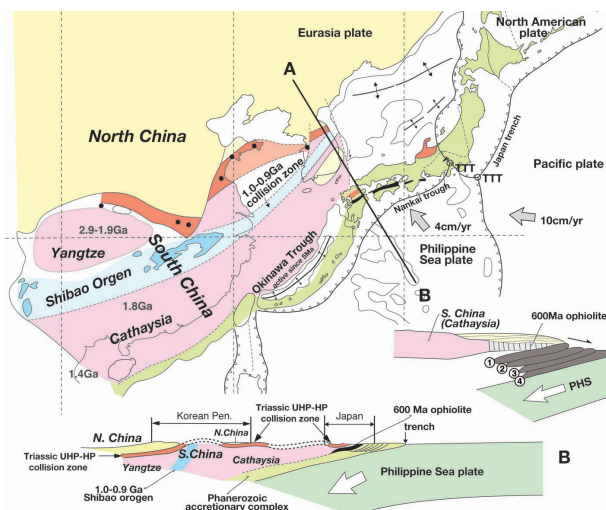 North American
plate
Eurasia plate
A
North China
Japan trench
1.0-0.9Ga
collision zone
TTT
TTT
Pacific plate
Nankai trough
2.9-1.9Ga
Yangtze
South China
4cm/yr
10cm/yr
Okinawa Trough
active since 5Ma
Philippine
Sea plate
Shibao Orgen
B
1.8Ga
S. China
(Cathaysia)
600Ma ophiolite
Cathaysia
1.4Ga
1
2
3
4
PHS
Korean Pen.
Triassic UHP-HP
collision zone
Japan
600 Ma ophiolite
trench
N.China
N. China
S.China
Triassic UHP-HP
collision zone
Yangtze
Cathaysia
Philippine Sea plate
B
1.0-0.9 Ga
Shibao orogen
Phanerozoic
accretionary complex